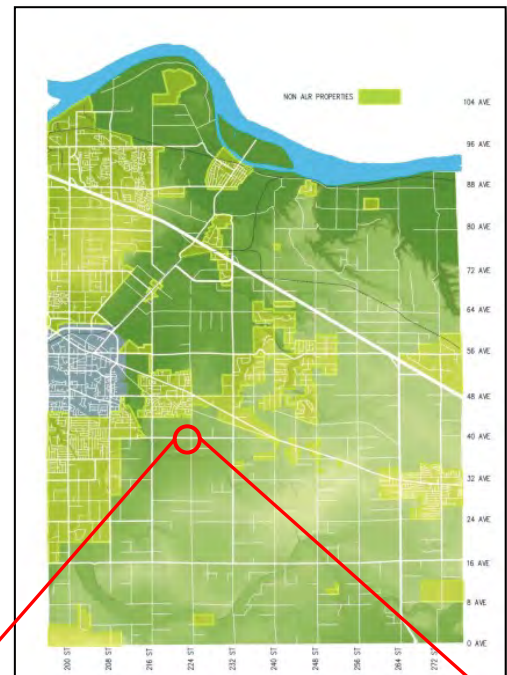 NON ALR PROPERTIES
104 AVE
96 AVE
88 AVE
80 AVE
72 AVE
64 AVE
56 AVE
48 AVE
40 AVE
32 AVE
24 AVE
16 AVE
8 AVE
0 AVE
200 ST
208 ST
216 ST
224 ST
232 ST
240 ST
248 ST
256 ST
264 ST
272 ST